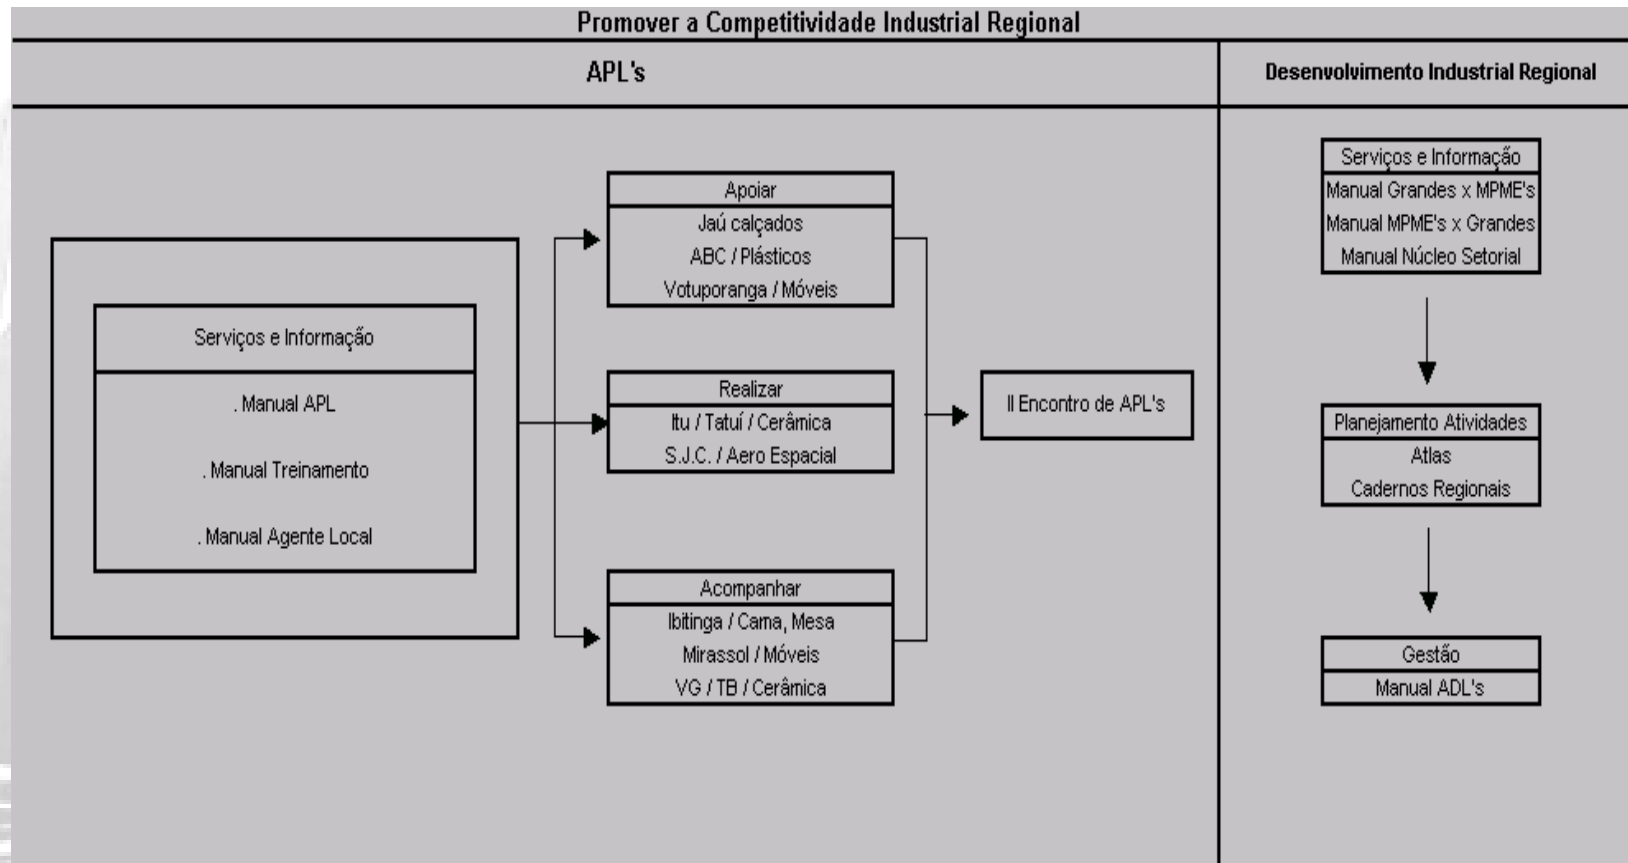 Promover a Competitividade Industrial Regional
APL's
Serviços e Informação
. Manual APL
. Manual Treinamento
. Manual Agente Local
Apoiar
Jaú calçados
ABC / Plásticos
Votuporanga / Móveis
Realizar
Itu / Tatuí / Cerâmica
S.J.C. / Aero Espacial
Acompanhar
Ibitinga / Cama, Mesa
Mirassol / Móveis
VG / TB / Cerâmica
II Encontro de APL's
Desenvolvimento Industrial Regional
Serviços e Informação
Manual Grandes x MPME's
Manual MPME's x Grandes
Manual Núcleo Setorial
Planejamento Atividades
Atlas
Cadernos Regionais
Gestão
Manual ADL's